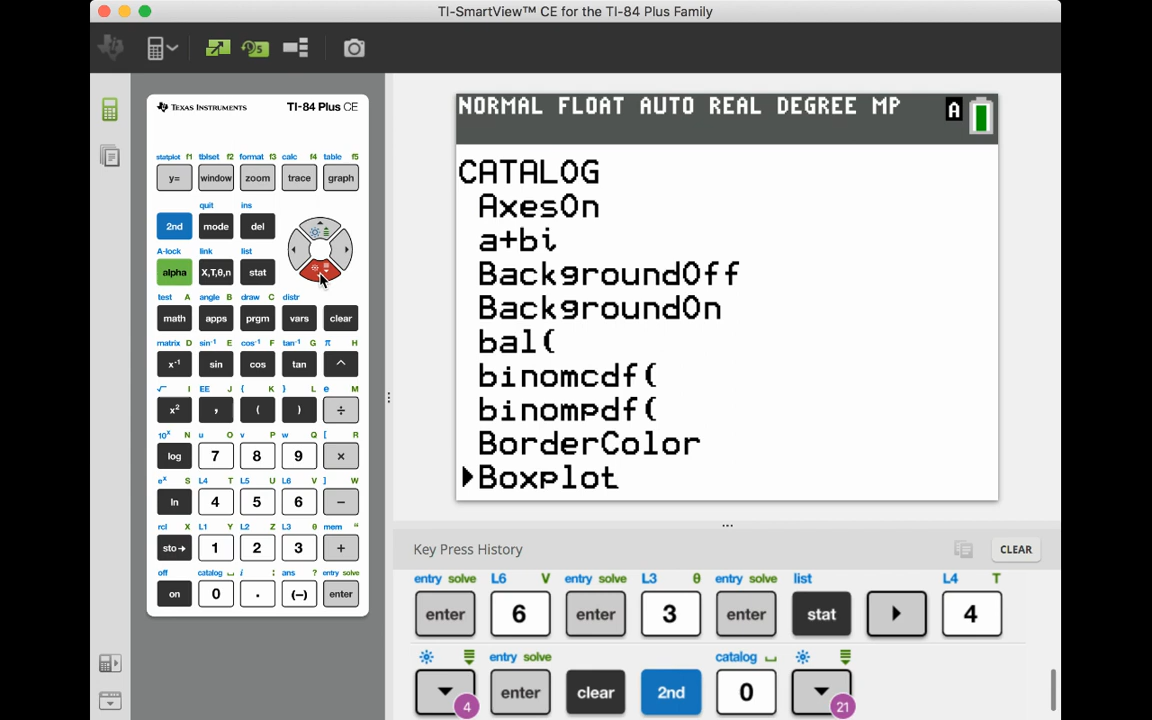 TI-SmartView™ CE for the TI-84 Plus Family
TEXAS INSTRUMENTS TI-84 Plus CE
statplot f1 tblset f2 format f3 calc f4 table f5
y= window zoom trace graph
quit ins
2nd mode del
A-lock link list
alpha X,T,θ,n stat
test A angle B draw C distr
math apps prgm vars clear
matrix D sin⁻¹ E cos⁻¹ F tan⁻¹ G π H
x⁻¹ sin cos tan ^
√ I EE J { K } L e M
x² , ( ) ÷
10ˣ N u O v P w Q [ R
log 7 8 9 ×
eˣ S L4 T L5 U L6 V ] W
ln 4 5 6 −
rcl X L1 Y L2 Z L3 θ mem "
sto→ 1 2 3 +
off catalog ⎵ i : ans ? entry solve
on 0 . (−) enter
NORMAL FLOAT AUTO REAL DEGREE MP
A
CATALOG
AxesOn
a+bi
BackgroundOff
BackgroundOn
bal(
binomcdf(
binompdf(
BorderColor
Boxplot
Key Press History
CLEAR
entry solve L6 V entry solve L3 θ entry solve list L4 T
enter 6 enter 3 enter stat 4
entry solve catalog ⎵
4 enter clear 2nd 0 21